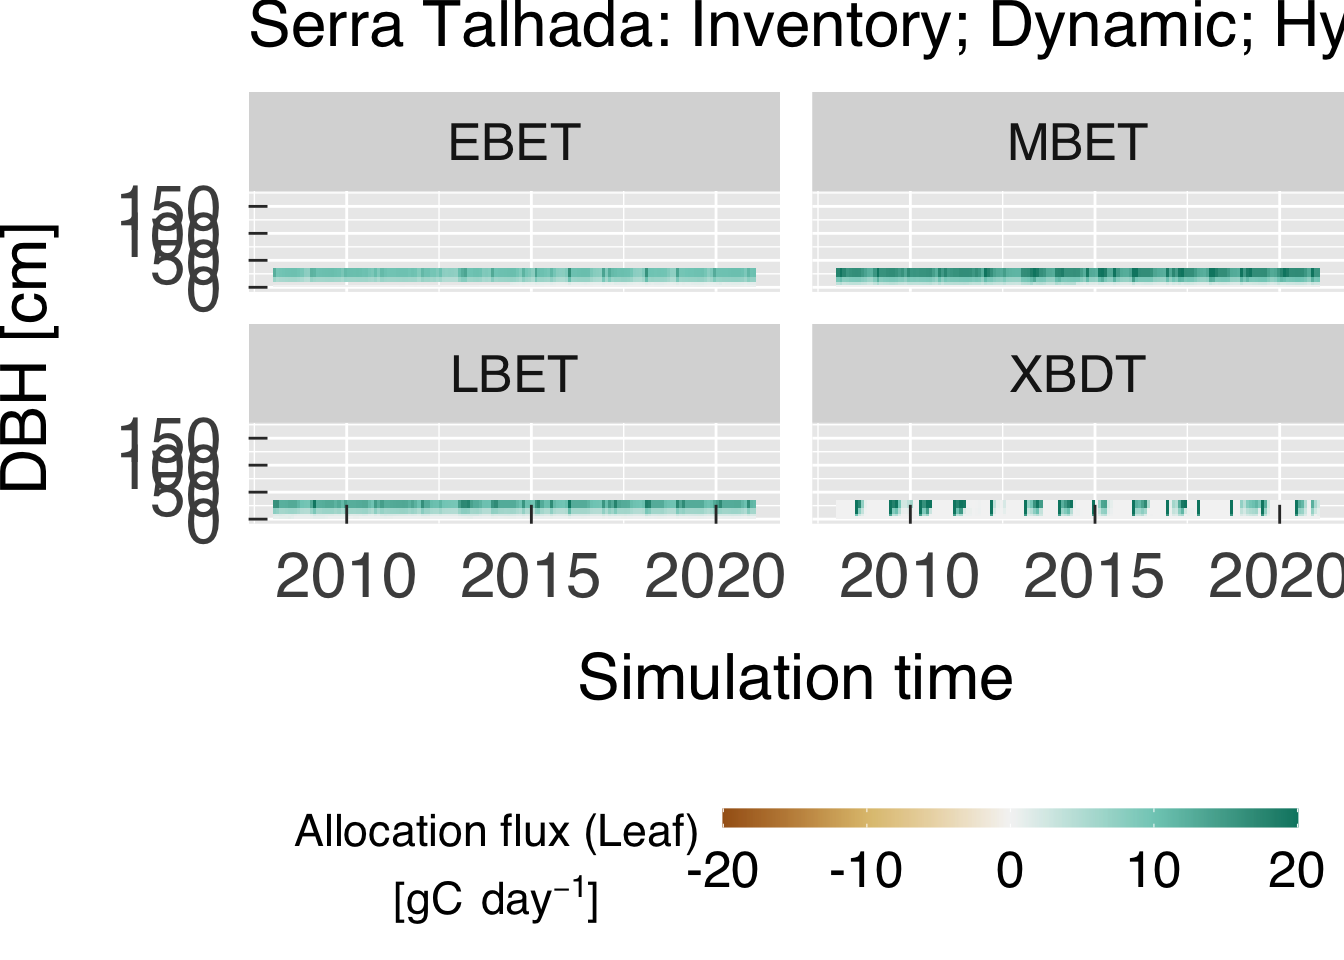 Serra Talhada: Inventory; Dynamic; Hy
EBET MBET
150
100
50
0
LBET XBDT
150
100
50
0
DBH [cm]
2010 2015 2020 2010 2015 2020
Simulation time
Allocation flux (Leaf)
[gC day⁻¹]
-20 -10 0 10 20